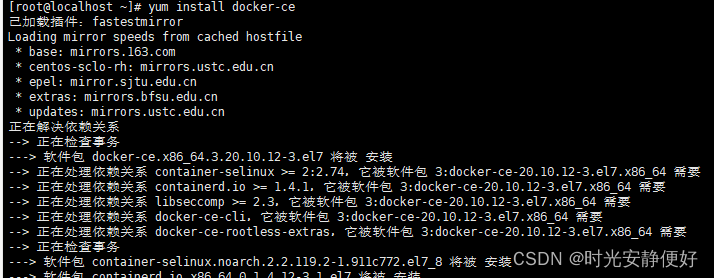 [root@localhost ~]# yum install docker-ce
已加载插件：fastestmirror
Loading mirror speeds from cached hostfile
 * base: mirrors.163.com
 * centos-sclo-rh: mirrors.ustc.edu.cn
 * epel: mirror.sjtu.edu.cn
 * extras: mirrors.bfsu.edu.cn
 * updates: mirrors.ustc.edu.cn
正在解决依赖关系
--> 正在检查事务
---> 软件包 docker-ce.x86_64.3.20.10.12-3.el7 将被 安装
--> 正在处理依赖关系 container-selinux >= 2:2.74，它被软件包 3:docker-ce-20.10.12-3.el7.x86_64 需要
--> 正在处理依赖关系 containerd.io >= 1.4.1，它被软件包 3:docker-ce-20.10.12-3.el7.x86_64 需要
--> 正在处理依赖关系 libseccomp >= 2.3，它被软件包 3:docker-ce-20.10.12-3.el7.x86_64 需要
--> 正在处理依赖关系 docker-ce-cli，它被软件包 3:docker-ce-20.10.12-3.el7.x86_64 需要
--> 正在处理依赖关系 docker-ce-rootless-extras，它被软件包 3:docker-ce-20.10.12-3.el7.x86_64 需要
--> 正在检查事务
---> 软件包 container-selinux.noarch.2.2.119.2-1.911c772.el7_8 将被 安装
---> 软件包 containerd.io.x86_64.0.1.4.12-3.1.el7 将被 安装
CSDN @时光安静便好